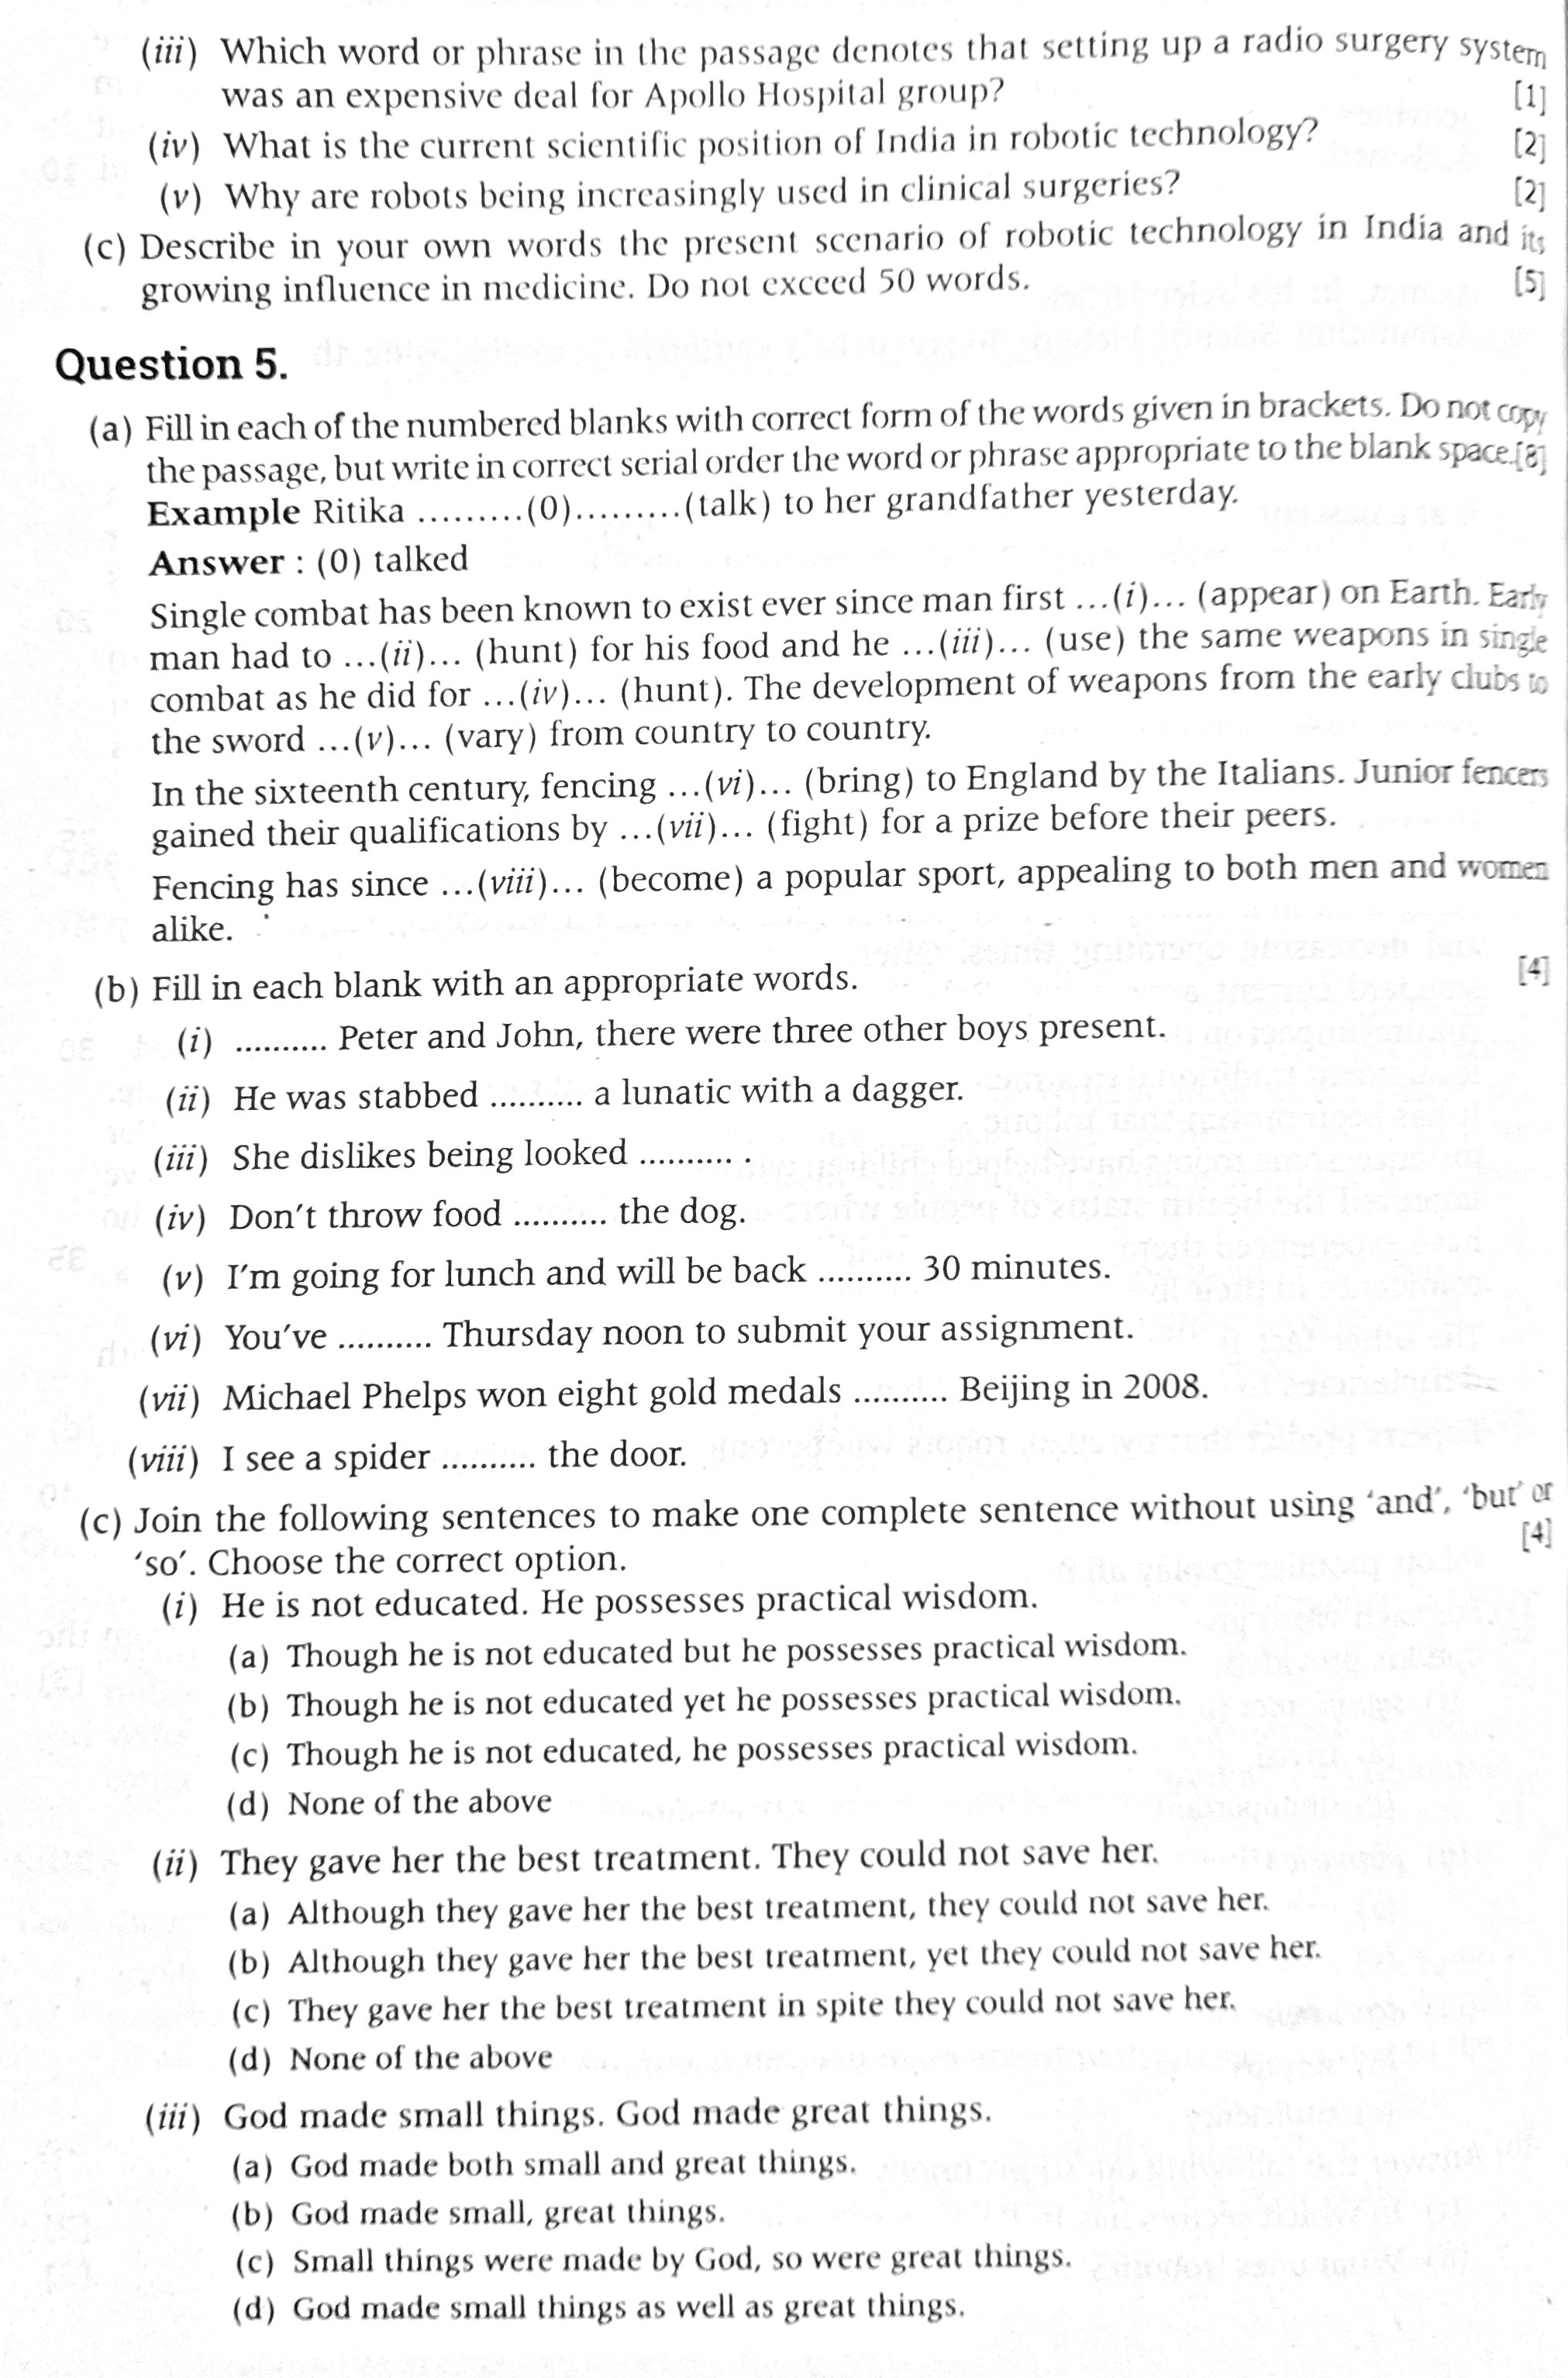 (iii) Which word or phrase in the passage denotes that setting up a radio surgery system
was an expensive deal for Apollo Hospital group? [1]
(iv) What is the current scientific position of India in robotic technology? [2]
(v) Why are robots being increasingly used in clinical surgeries? [2]
(c) Describe in your own words the present scenario of robotic technology in India and its
growing influence in medicine. Do not exceed 50 words. [5]
Question 5.
(a) Fill in each of the numbered blanks with correct form of the words given in brackets. Do not copy
the passage, but write in correct serial order the word or phrase appropriate to the blank space.[8]
Example Ritika .........(0).........(talk) to her grandfather yesterday.
Answer : (0) talked
Single combat has been known to exist ever since man first ...(i)... (appear) on Earth. Early
man had to ...(ii)... (hunt) for his food and he ...(iii)... (use) the same weapons in single
combat as he did for ...(iv)... (hunt). The development of weapons from the early clubs to
the sword ...(v)... (vary) from country to country.
In the sixteenth century, fencing ...(vi)... (bring) to England by the Italians. Junior fencers
gained their qualifications by ...(vii)... (fight) for a prize before their peers.
Fencing has since ...(viii)... (become) a popular sport, appealing to both men and women
alike.
(b) Fill in each blank with an appropriate words. [4]
(i) .......... Peter and John, there were three other boys present.
(ii) He was stabbed .......... a lunatic with a dagger.
(iii) She dislikes being looked .......... .
(iv) Don't throw food .......... the dog.
(v) I'm going for lunch and will be back .......... 30 minutes.
(vi) You've .......... Thursday noon to submit your assignment.
(vii) Michael Phelps won eight gold medals .......... Beijing in 2008.
(viii) I see a spider .......... the door.
(c) Join the following sentences to make one complete sentence without using 'and', 'but' or
'so'. Choose the correct option. [4]
(i) He is not educated. He possesses practical wisdom.
(a) Though he is not educated but he possesses practical wisdom.
(b) Though he is not educated yet he possesses practical wisdom.
(c) Though he is not educated, he possesses practical wisdom.
(d) None of the above
(ii) They gave her the best treatment. They could not save her.
(a) Although they gave her the best treatment, they could not save her.
(b) Although they gave her the best treatment, yet they could not save her.
(c) They gave her the best treatment in spite they could not save her.
(d) None of the above
(iii) God made small things. God made great things.
(a) God made both small and great things.
(b) God made small, great things.
(c) Small things were made by God, so were great things.
(d) God made small things as well as great things.